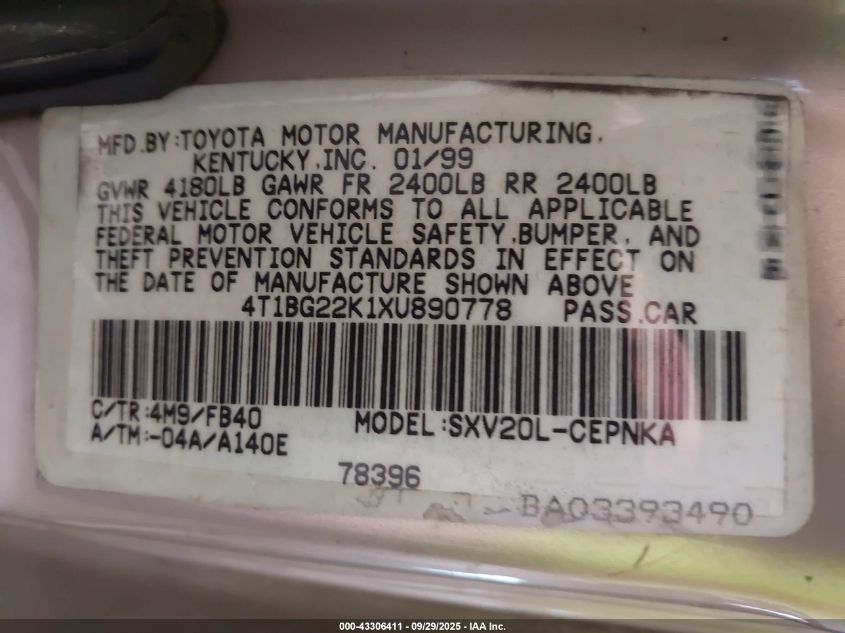 MFD.BY:TOYOTA MOTOR MANUFACTURING,
KENTUCKY,INC. 01/99
GVWR 4180LB GAWR FR 2400LB RR 2400LB
THIS VEHICLE CONFORMS TO ALL APPLICABLE
FEDERAL MOTOR VEHICLE SAFETY,BUMPER, AND
THEFT PREVENTION STANDARDS IN EFFECT ON
THE DATE OF MANUFACTURE SHOWN ABOVE
4T1BG22K1XU890778 PASS.CAR
C/TR:4M9/FB40 MODEL:SXV20L-CEPNKA
A/TM:-04A/A140E
78396
BA03393490
000-43306411 - 09/29/2025 - IAA Inc.